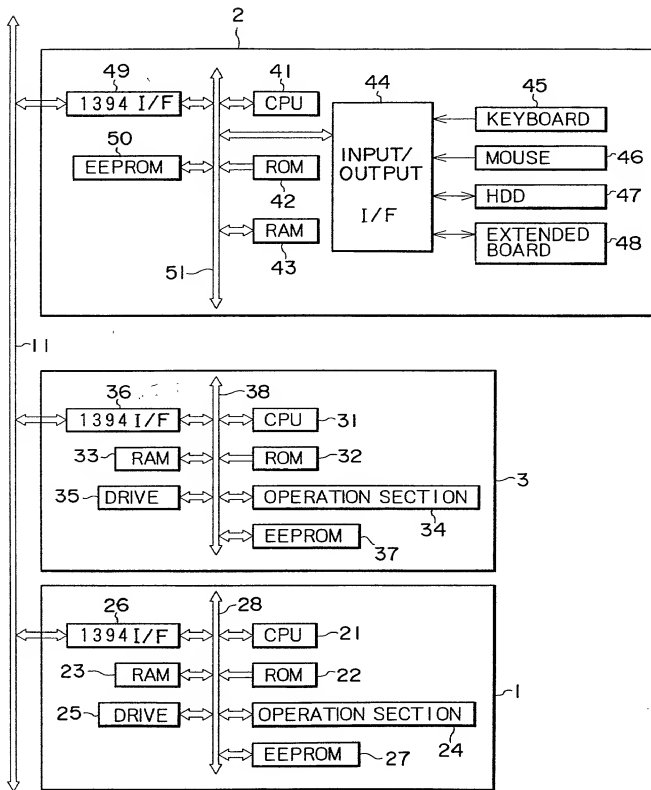 2
49
1394 I/F
41
CPU
44
INPUT/
OUTPUT
I/F
45
KEYBOARD
50
EEPROM
ROM
42
MOUSE 46
HDD 47
RAM
43
EXTENDED
BOARD 48
51
11
36
1394 I/F
38
CPU 31
33 RAM
ROM 32
35 DRIVE
OPERATION SECTION
34
3
EEPROM
37
26
1394 I/F
28
CPU 21
23 RAM
ROM 22
1
25 DRIVE
OPERATION SECTION
24
EEPROM 27